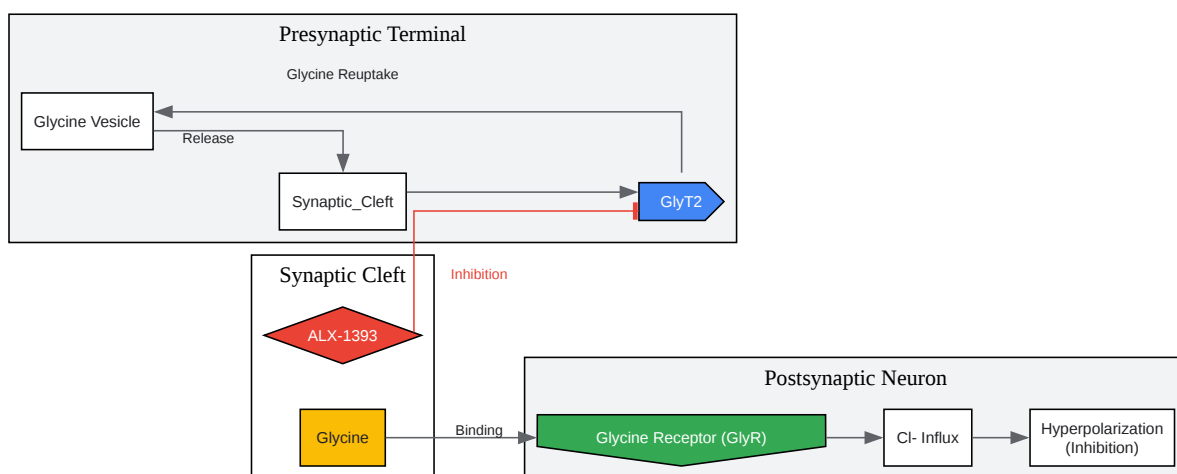 Presynaptic Terminal
Glycine Reuptake
Glycine Vesicle
Release
Synaptic_Cleft
GlyT2
Synaptic Cleft
Inhibition
ALX-1393
Postsynaptic Neuron
Glycine
Binding
Glycine Receptor (GlyR)
Cl- Influx
Hyperpolarization
(Inhibition)